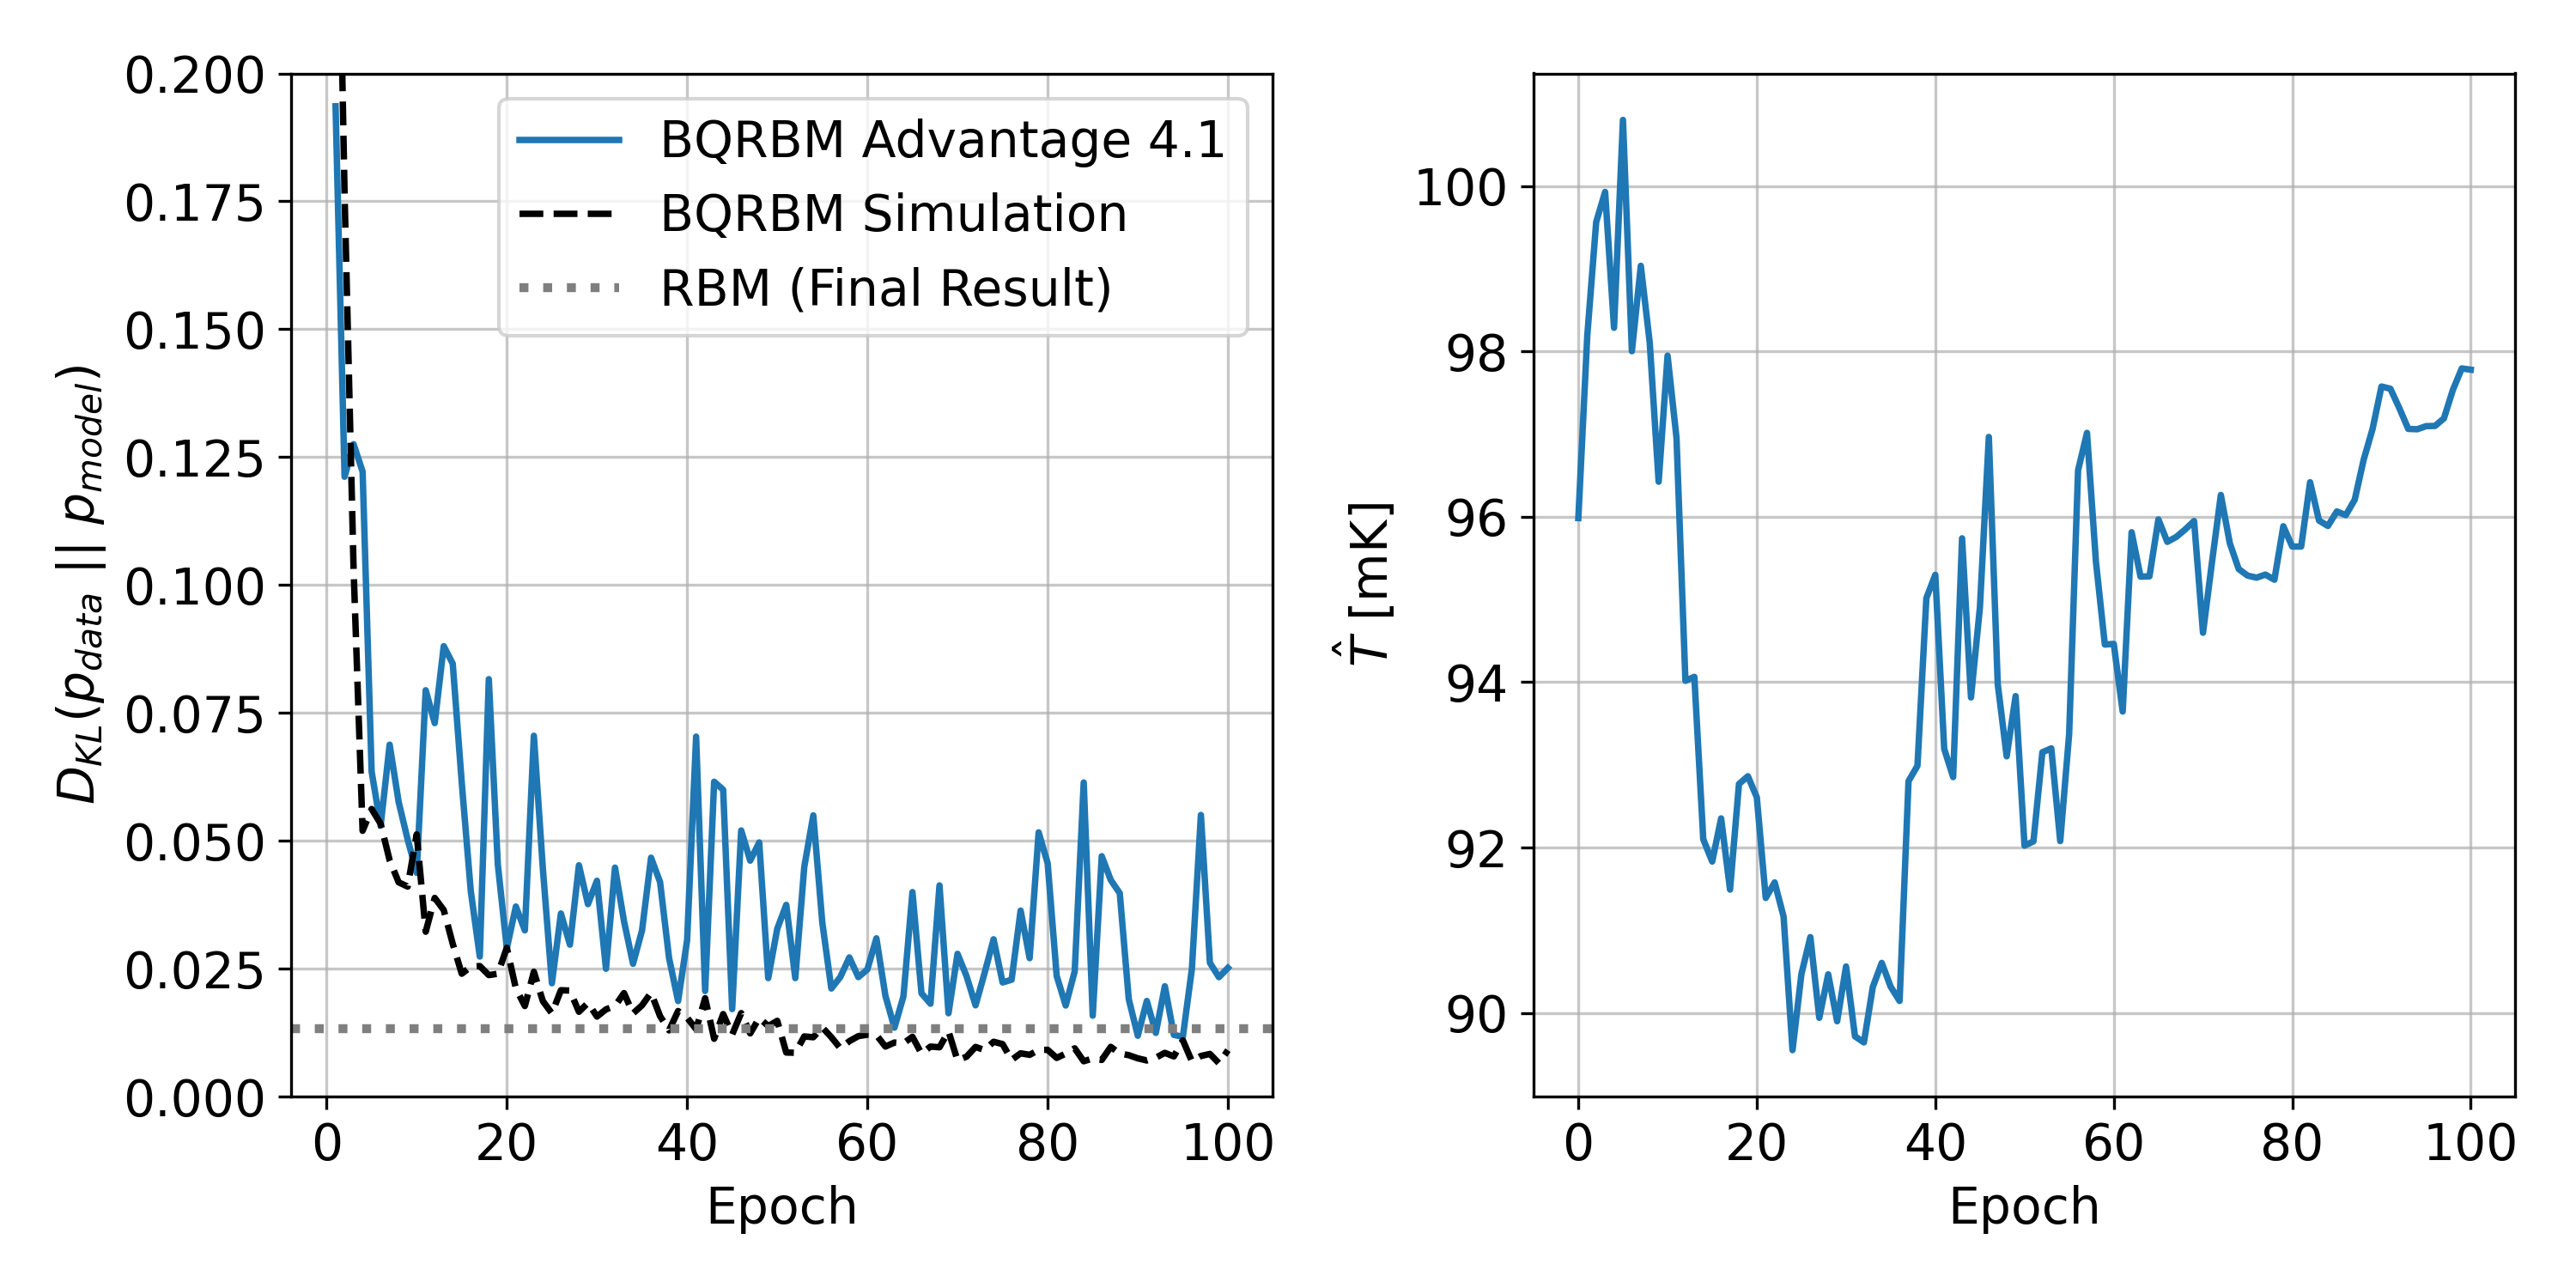 0.200
0.175
0.150
0.125
0.100
0.075
0.050
0.025
0.000
D_KL(p_data || p_model)
BQRBM Advantage 4.1
BQRBM Simulation
RBM (Final Result)
0 20 40 60 80 100
Epoch
100
98
96
94
92
90
T̂ [mK]
0 20 40 60 80 100
Epoch